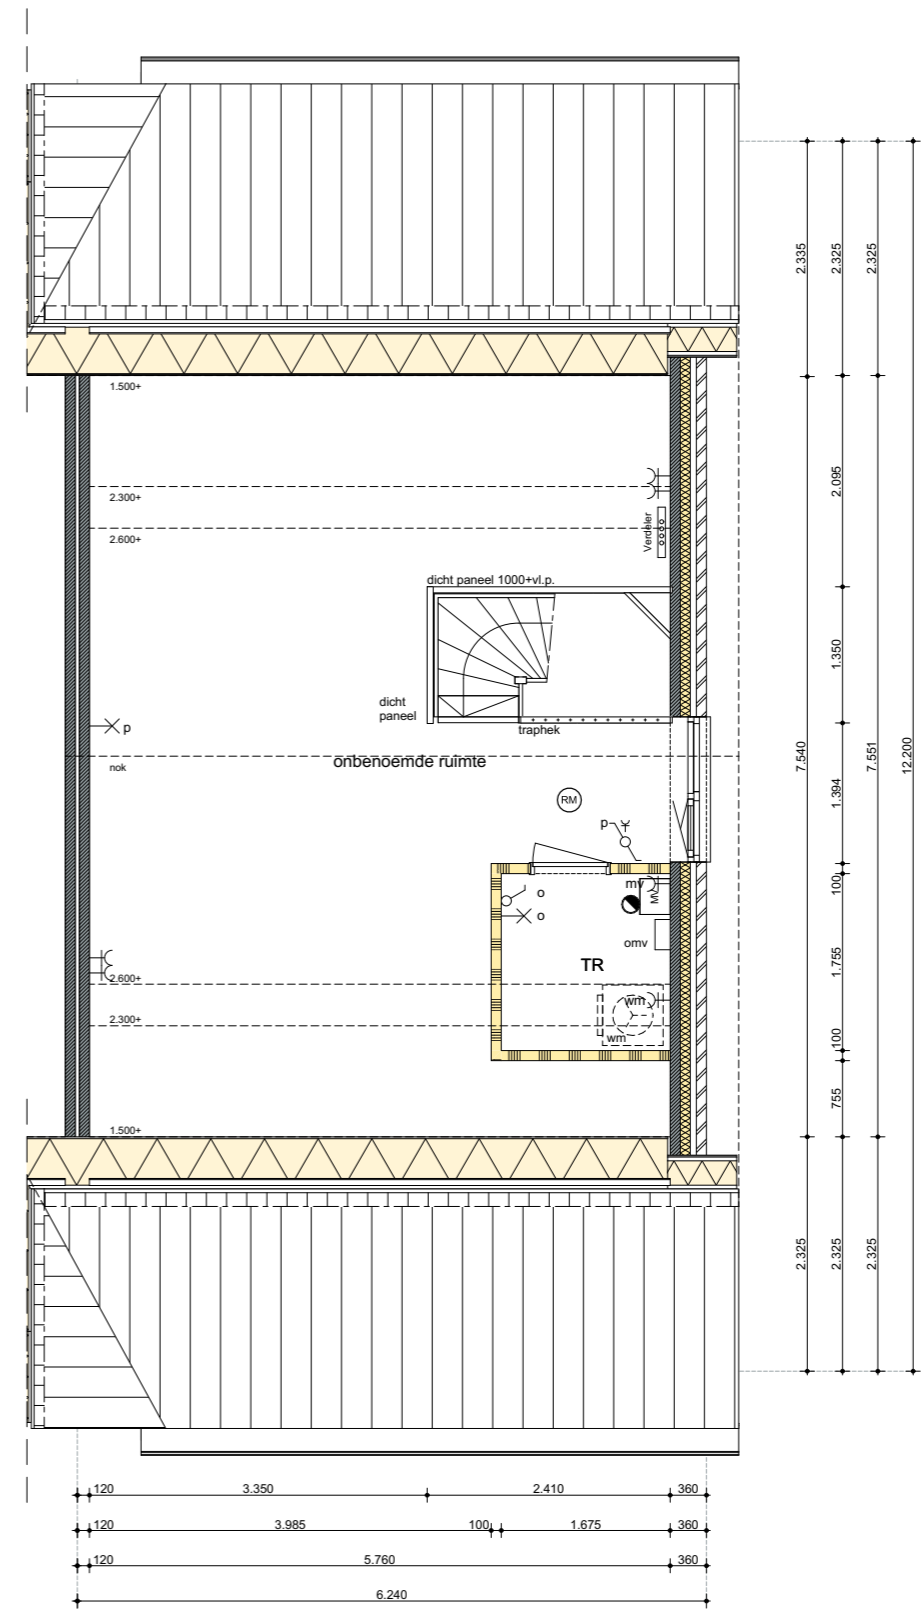 1.500+
2.300+
2.600+
Verdeler
dicht paneel 1000+vl.p.
dicht
paneel
traphek
p
nok
onbenoemde ruimte
RM
p
o
o
mv
MV
omv
TR
wm
wm
2.600+
2.300+
1.500+
2.335
7.540
2.325
2.325
2.095
1.350
1.394
100
1.755
100
755
2.325
2.325
7.551
2.325
12.200
120
3.350
2.410
360
120
3.985
100
1.675
360
120
5.760
360
6.240